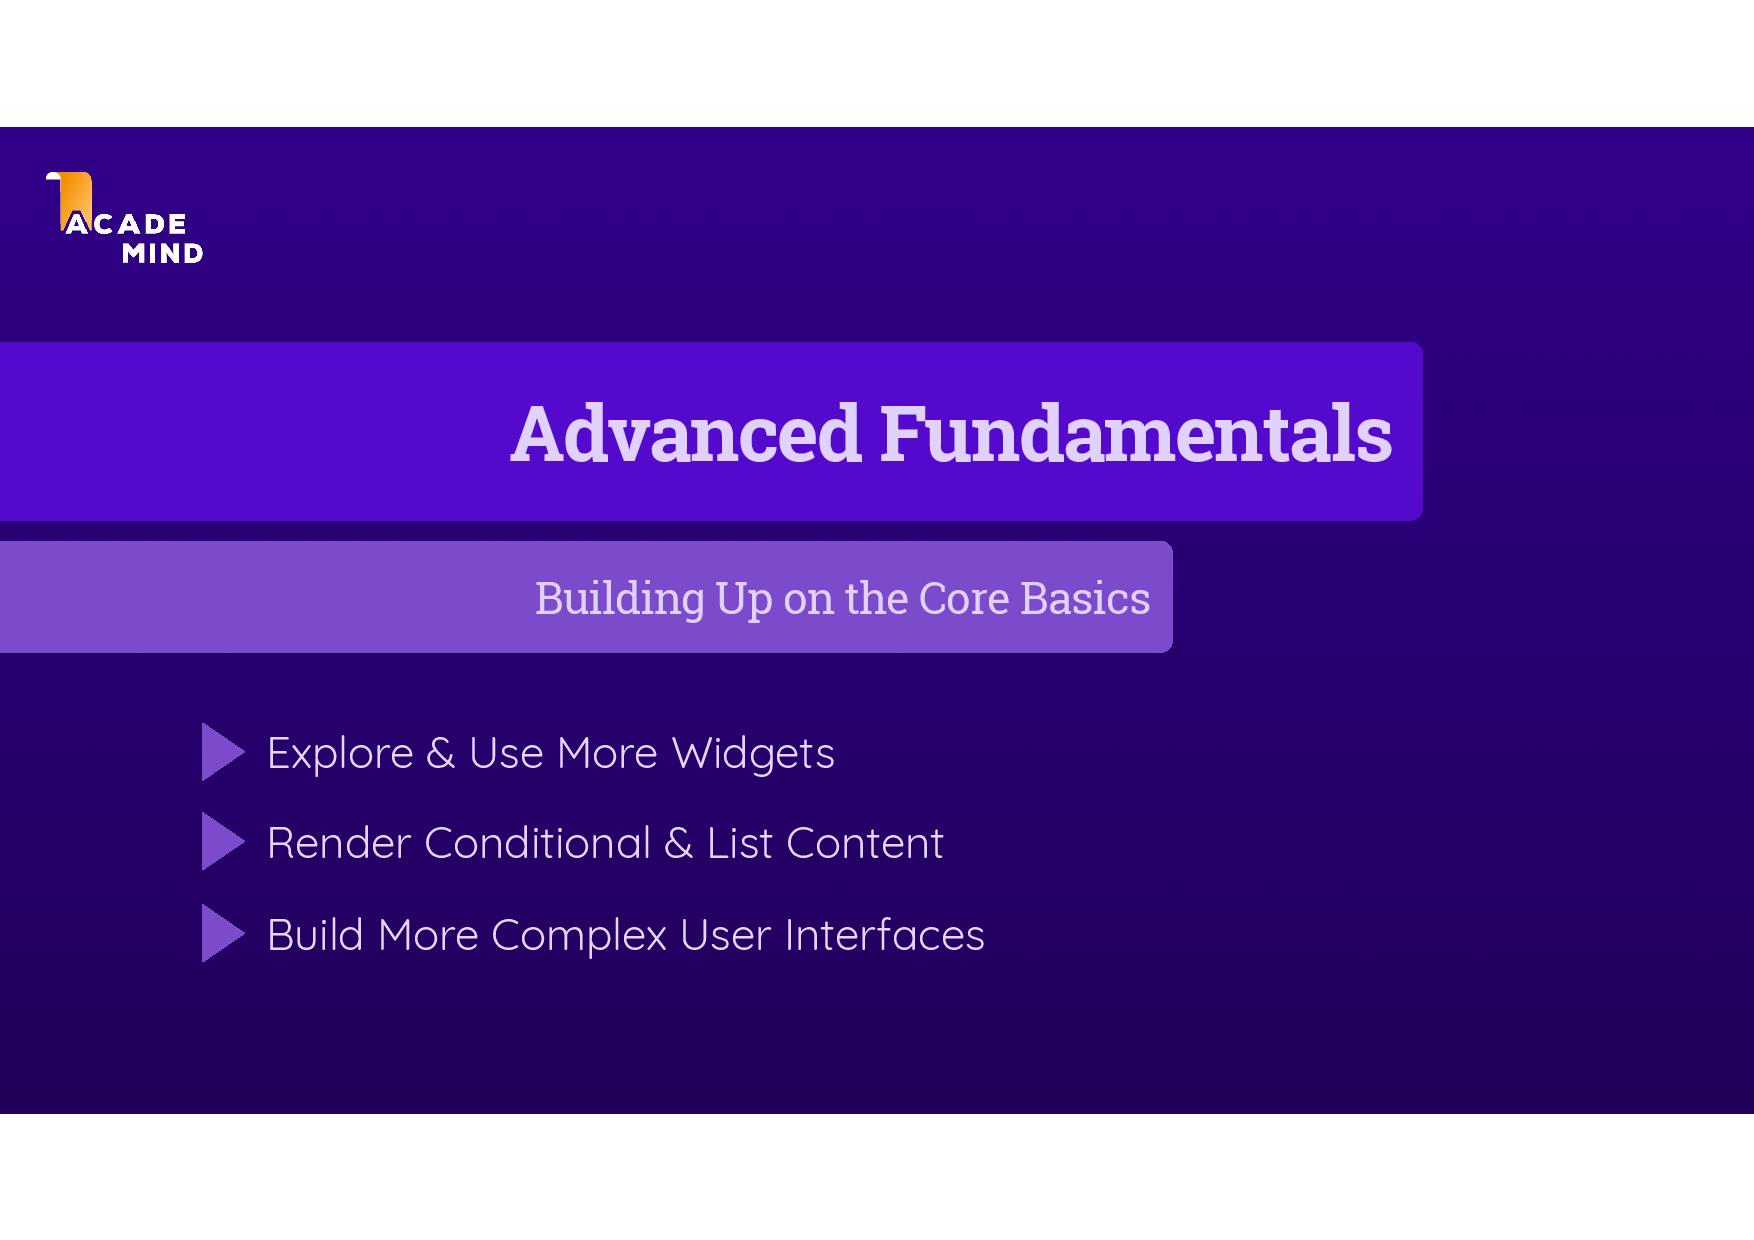 ACADE
MIND
Advanced Fundamentals
Building Up on the Core Basics
Explore & Use More Widgets
Render Conditional & List Content
Build More Complex User Interfaces